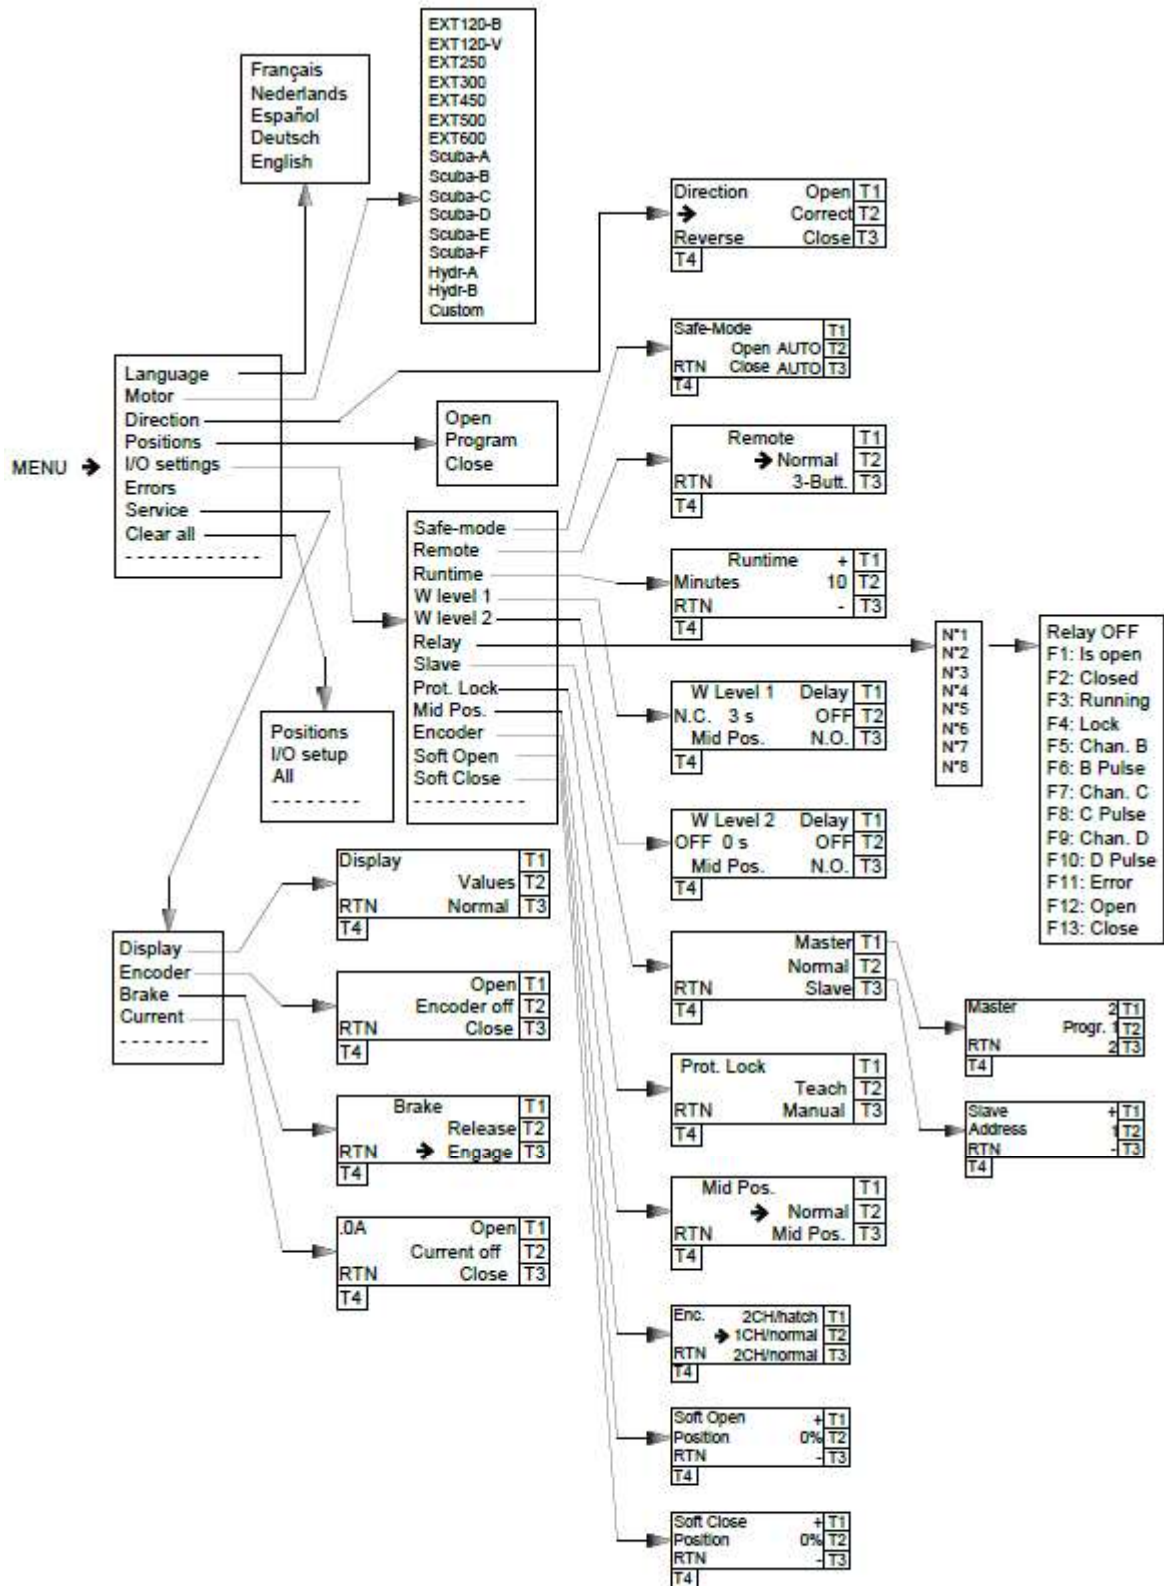 EXT120-B
EXT120-V
EXT250
EXT300
EXT450
EXT500
EXT600
Scuba-A
Scuba-B
Scuba-C
Scuba-D
Scuba-E
Scuba-F
Hydr-A
Hydr-B
Custom
Français
Nederlands
Español
Deutsch
English
MENU
Language
Motor
Direction
Positions
I/O settings
Errors
Service
Clear all
Open
Program
Close
Safe-mode
Remote
Runtime
W level 1
W level 2
Relay
Slave
Prot. Lock
Mid Pos.
Encoder
Soft Open
Soft Close
Positions
I/O setup
All
Display
Encoder
Brake
Current
Display T1
Values T2
RTN Normal T3
T4
Open T1
Encoder off T2
RTN Close T3
T4
Brake T1
Release T2
RTN → Engage T3
T4
.0A Open T1
Current off T2
RTN Close T3
T4
Direction Open T1
→ Correct T2
Reverse Close T3
T4
Safe-Mode T1
Open AUTO T2
RTN Close AUTO T3
T4
Remote T1
→ Normal T2
RTN 3-Butt. T3
T4
Runtime + T1
Minutes 10 T2
RTN - T3
T4
W Level 1 Delay T1
N.C. 3 s OFF T2
Mid Pos. N.O. T3
T4
W Level 2 Delay T1
OFF 0 s OFF T2
Mid Pos. N.O. T3
T4
Master T1
Normal T2
RTN Slave T3
T4
Prot. Lock T1
Teach T2
RTN Manual T3
T4
Mid Pos. T1
→ Normal T2
RTN Mid Pos. T3
T4
Enc. 2CH/hatch T1
→ 1CH/normal T2
RTN 2CH/normal T3
T4
Soft Open + T1
Position 0% T2
RTN - T3
T4
Soft Close + T1
Position 0% T2
RTN - T3
T4
N°1
N°2
N°3
N°4
N°5
N°6
N°7
N°8
Relay OFF
F1: Is open
F2: Closed
F3: Running
F4: Lock
F5: Chan. B
F6: B Pulse
F7: Chan. C
F8: C Pulse
F9: Chan. D
F10: D Pulse
F11: Error
F12: Open
F13: Close
Master 2 T1
Progr. 1 T2
RTN 2 T3
T4
Slave + T1
Address 1 T2
RTN - T3
T4